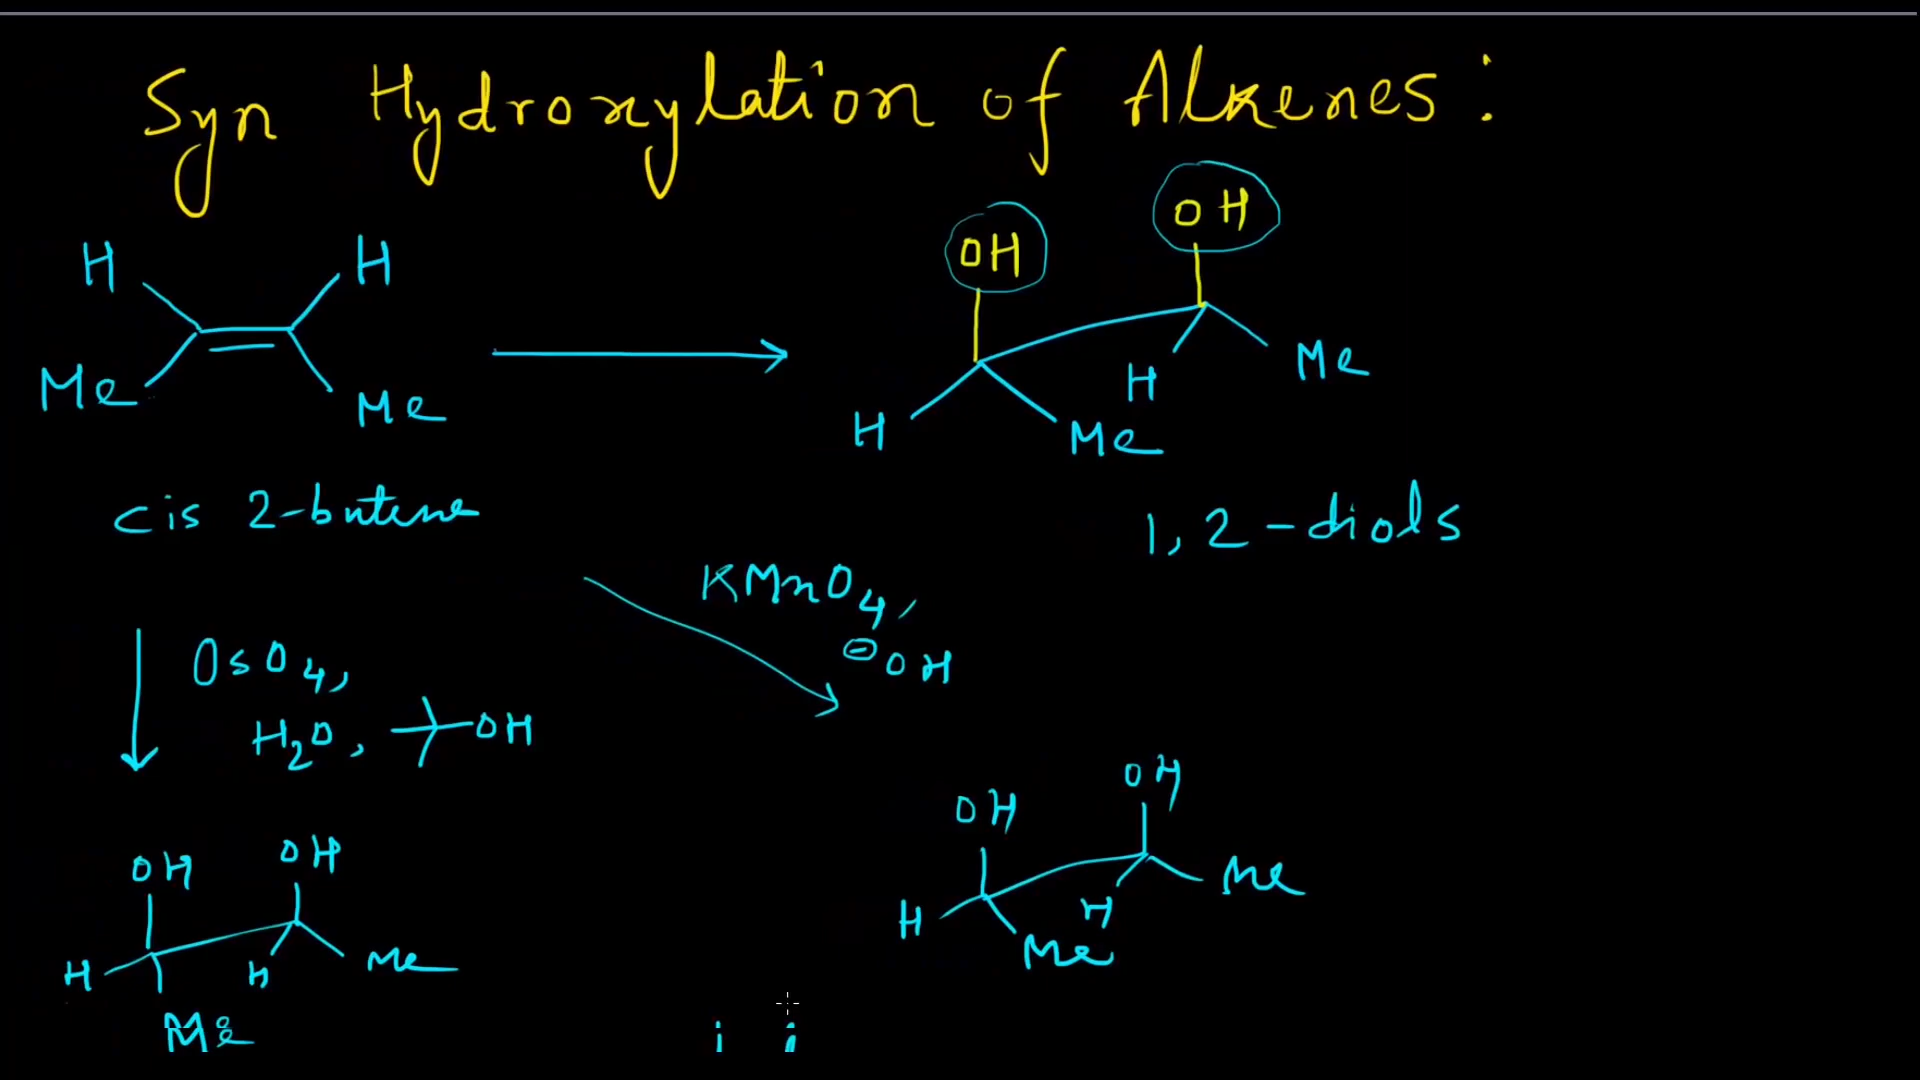 Syn Hydroxylation of Alkenes:
H H OH OH
Me Me H Me H Me
cis 2-butene 1, 2-diols
KMnO4,
⊖OH
OsO4,
H2O, OH
OH OH OH OH
H Me H Me
H Me H Me